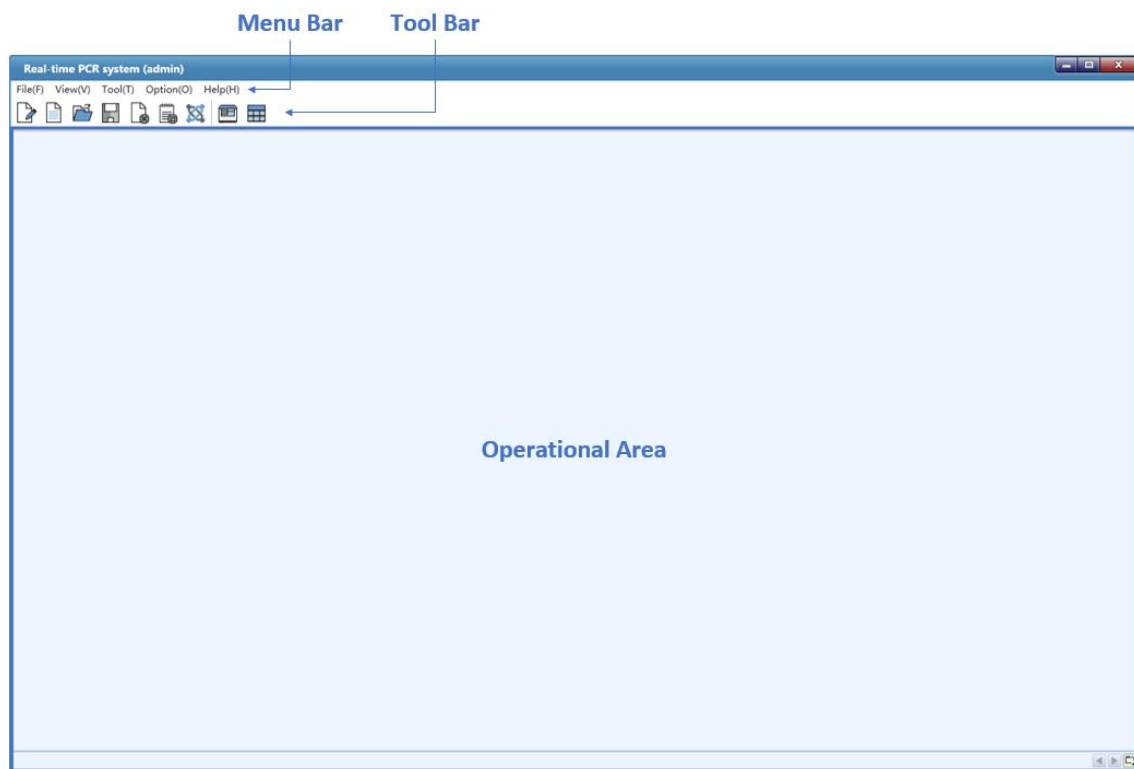 Menu Bar Tool Bar
Real-time PCR system (admin)
File(F) View(V) Tool(T) Option(O) Help(H)
Operational Area